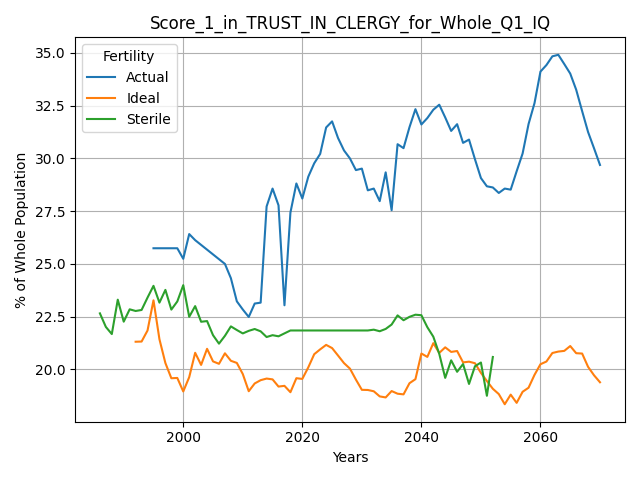 Score_1_in_TRUST_IN_CLERGY_for_Whole_Q1_IQ
Fertility
Actual
Ideal
Sterile
% of Whole Population
35.0
32.5
30.0
27.5
25.0
22.5
20.0
2000
2020
2040
2060
Years